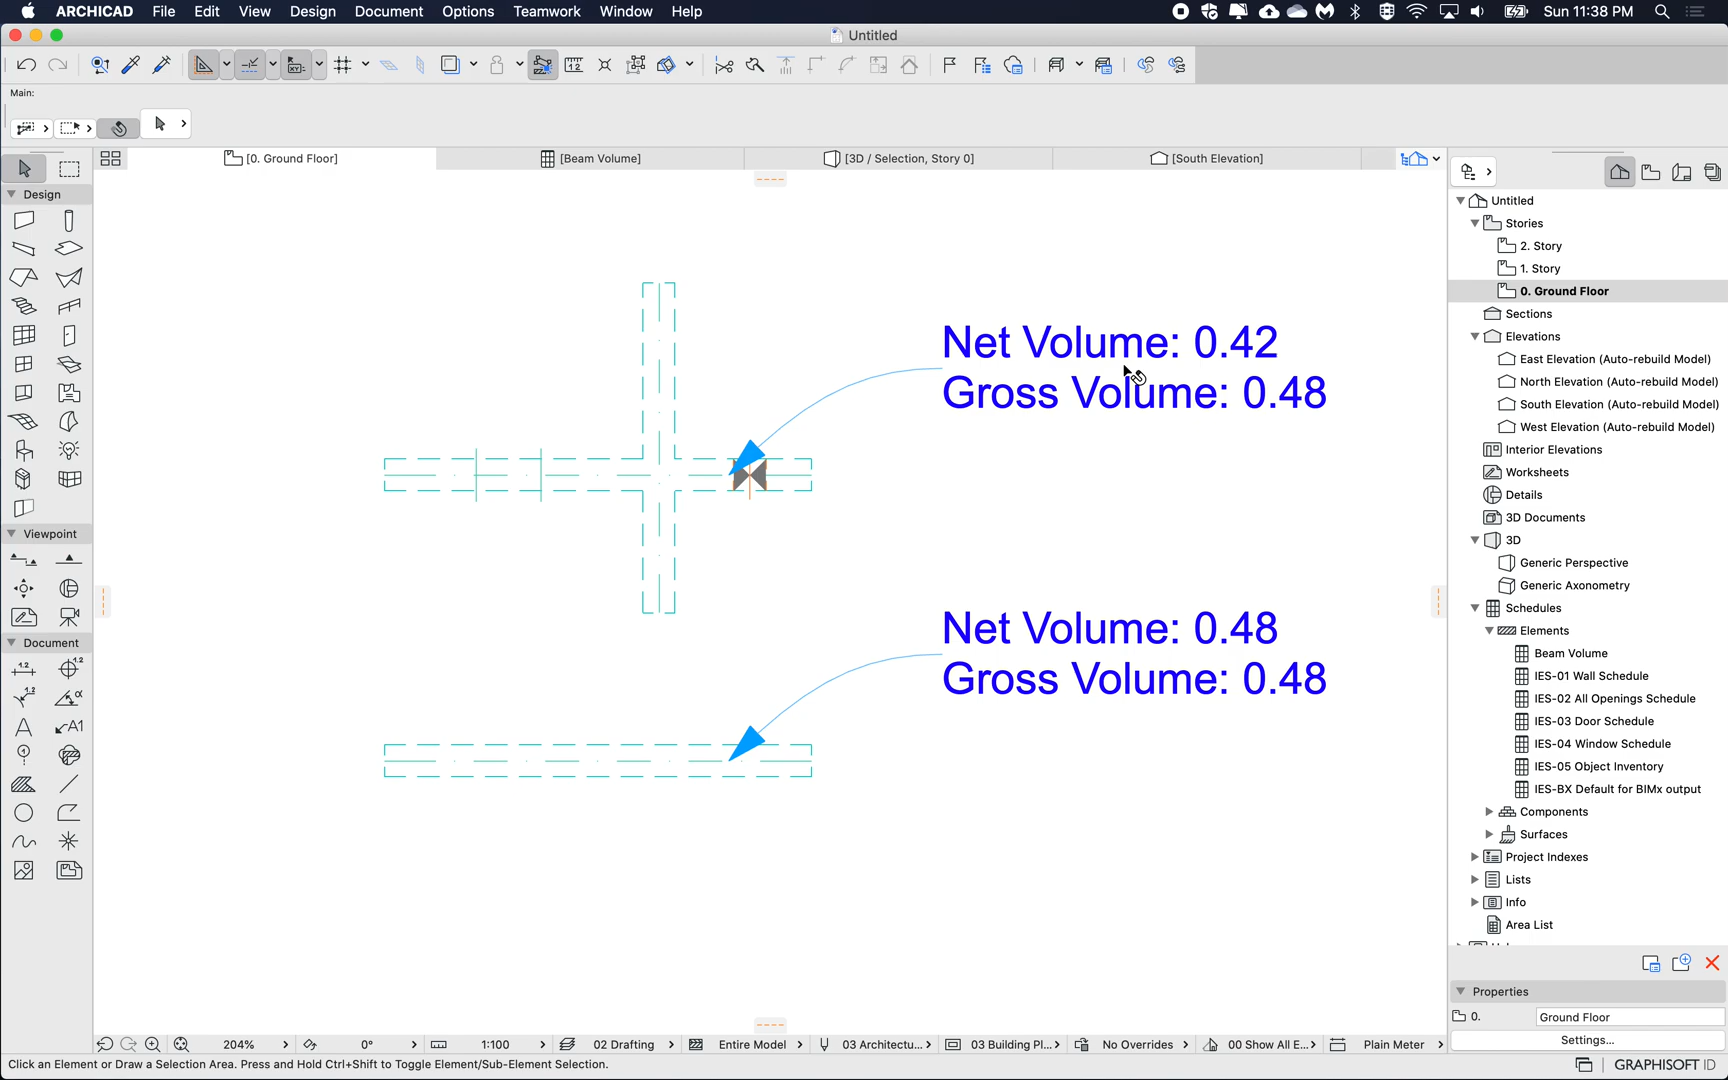 ARCHICAD File Edit View Design Document Options Teamwork Window Help
Sun 11:38 PM
Untitled
Main:
[0. Ground Floor]
[Beam Volume]
[3D / Selection, Story 0]
[South Elevation]
Design
Viewpoint
Document
Net Volume: 0.42
Gross Volume: 0.48
Net Volume: 0.48
Gross Volume: 0.48
Untitled
Stories
2. Story
1. Story
0. Ground Floor
Sections
Elevations
East Elevation (Auto-rebuild Model)
North Elevation (Auto-rebuild Model)
South Elevation (Auto-rebuild Model)
West Elevation (Auto-rebuild Model)
Interior Elevations
Worksheets
Details
3D Documents
3D
Generic Perspective
Generic Axonometry
Schedules
Elements
Beam Volume
IES-01 Wall Schedule
IES-02 All Openings Schedule
IES-03 Door Schedule
IES-04 Window Schedule
IES-05 Object Inventory
IES-BX Default for BIMx output
Components
Surfaces
Project Indexes
Lists
Info
Area List
Properties
0. Ground Floor
Settings...
204% 0° 1:100 02 Drafting Entire Model 03 Architectu... 03 Building Pl... No Overrides 00 Show All E... Plain Meter
Click an Element or Draw a Selection Area. Press and Hold Ctrl+Shift to Toggle Element/Sub-Element Selection.
GRAPHISOFT ID